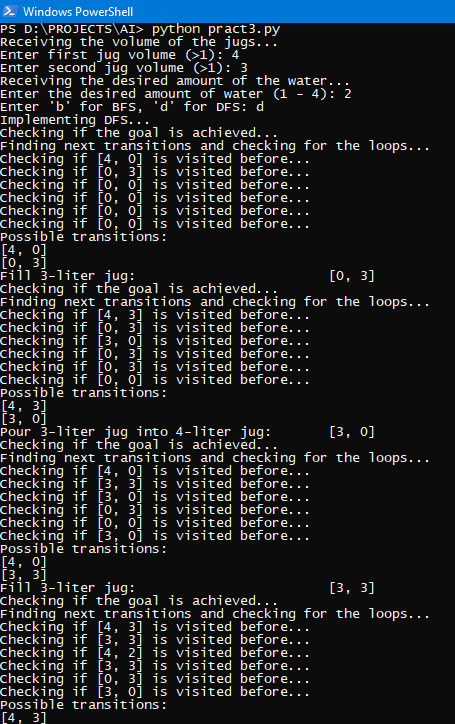 Windows PowerShell
PS D:\PROJECTS\AI> python pract3.py
Receiving the volume of the jugs...
Enter first jug volume (>1): 4
Enter second jug volume (>1): 3
Receiving the desired amount of the water...
Enter the desired amount of water (1 - 4): 2
Enter 'b' for BFS, 'd' for DFS: d
Implementing DFS...
Checking if the goal is achieved...
Finding next transitions and checking for the loops...
Checking if [4, 0] is visited before...
Checking if [0, 3] is visited before...
Checking if [0, 0] is visited before...
Checking if [0, 0] is visited before...
Checking if [0, 0] is visited before...
Possible transitions:
[4, 0]
[0, 3]
Fill 3-liter jug:                        [0, 3]
Checking if the goal is achieved...
Finding next transitions and checking for the loops...
Checking if [4, 3] is visited before...
Checking if [0, 3] is visited before...
Checking if [3, 0] is visited before...
Checking if [0, 3] is visited before...
Checking if [0, 0] is visited before...
Possible transitions:
[4, 3]
[3, 0]
Pour 3-liter jug into 4-liter jug:       [3, 0]
Checking if the goal is achieved...
Finding next transitions and checking for the loops...
Checking if [4, 0] is visited before...
Checking if [3, 3] is visited before...
Checking if [3, 0] is visited before...
Checking if [0, 3] is visited before...
Checking if [0, 0] is visited before...
Checking if [3, 0] is visited before...
Possible transitions:
[4, 0]
[3, 3]
Fill 3-liter jug:                        [3, 3]
Checking if the goal is achieved...
Finding next transitions and checking for the loops...
Checking if [4, 3] is visited before...
Checking if [3, 3] is visited before...
Checking if [4, 2] is visited before...
Checking if [3, 3] is visited before...
Checking if [0, 3] is visited before...
Checking if [3, 0] is visited before...
Possible transitions:
[4, 3]